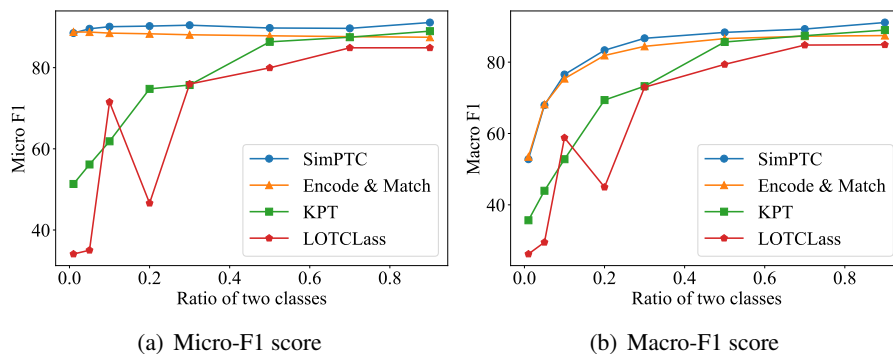 80
60
40
Micro F1
0.0 0.2 0.4 0.6 0.8
Ratio of two classes
SimPTC
Encode & Match
KPT
LOTCLass
(a) Micro-F1 score
80
60
40
Macro F1
0.0 0.2 0.4 0.6 0.8
Ratio of two classes
SimPTC
Encode & Match
KPT
LOTCLass
(b) Macro-F1 score